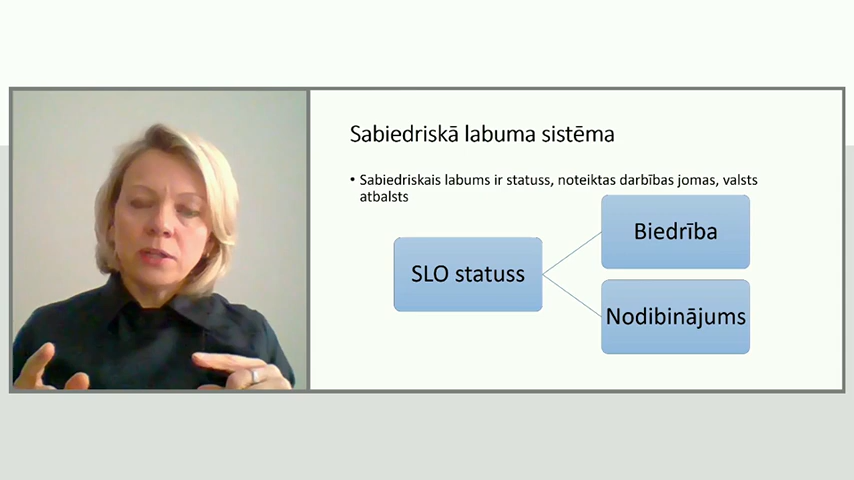 Sabiedriskā labuma sistēma
• Sabiedriskais labums ir statuss, noteiktas darbības jomas, valsts
atbalsts
SLO statuss
Biedrība
Nodibinājums